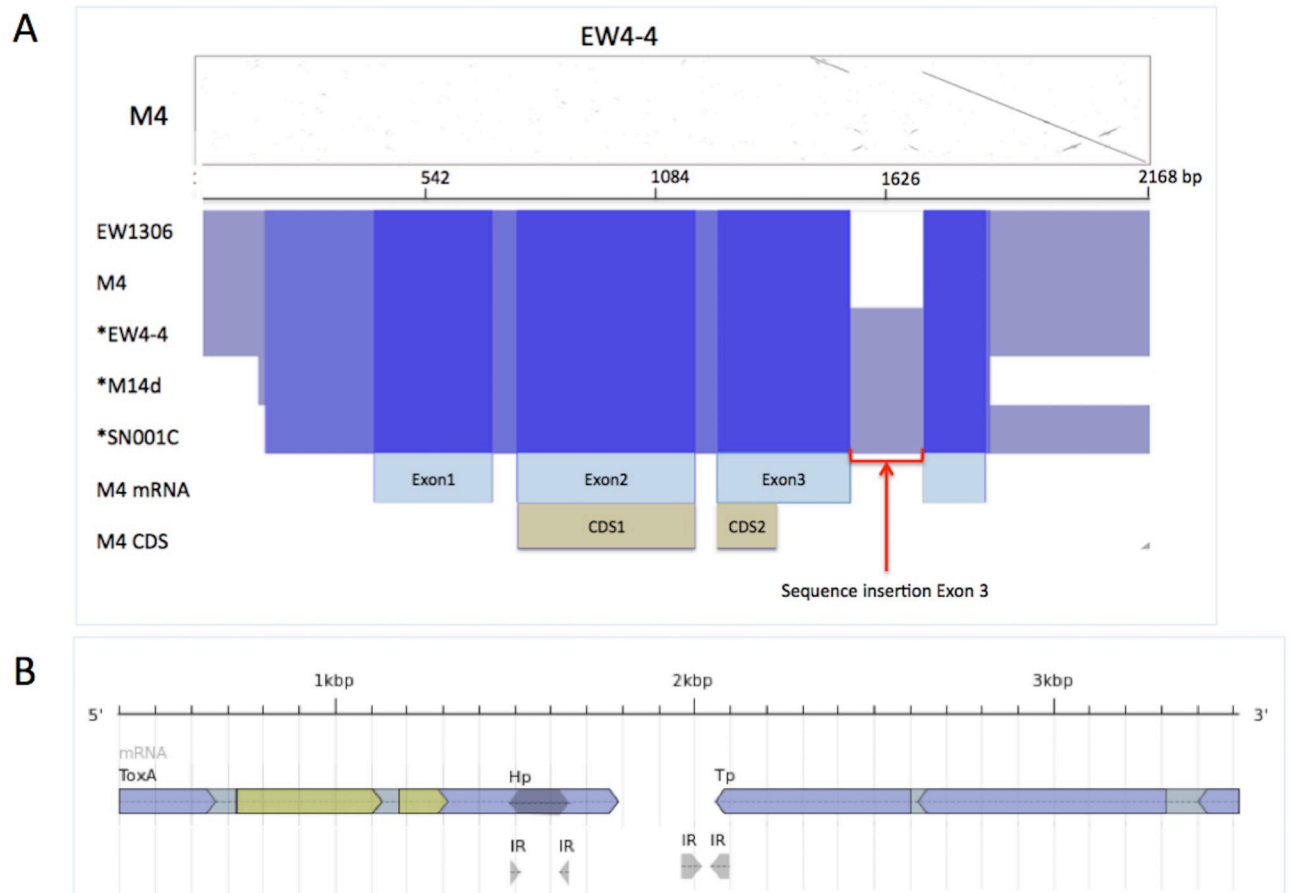 A
EW4-4
M4
542 1084 1626 2168 bp
EW1306
M4
*EW4-4
*M14d
*SN001C
M4 mRNA Exon1 Exon2 Exon3
M4 CDS CDS1 CDS2
Sequence insertion Exon 3
B
1kbp 2kbp 3kbp
5' 3'
mRNA
ToxA Hp Tp
IR IR IR IR